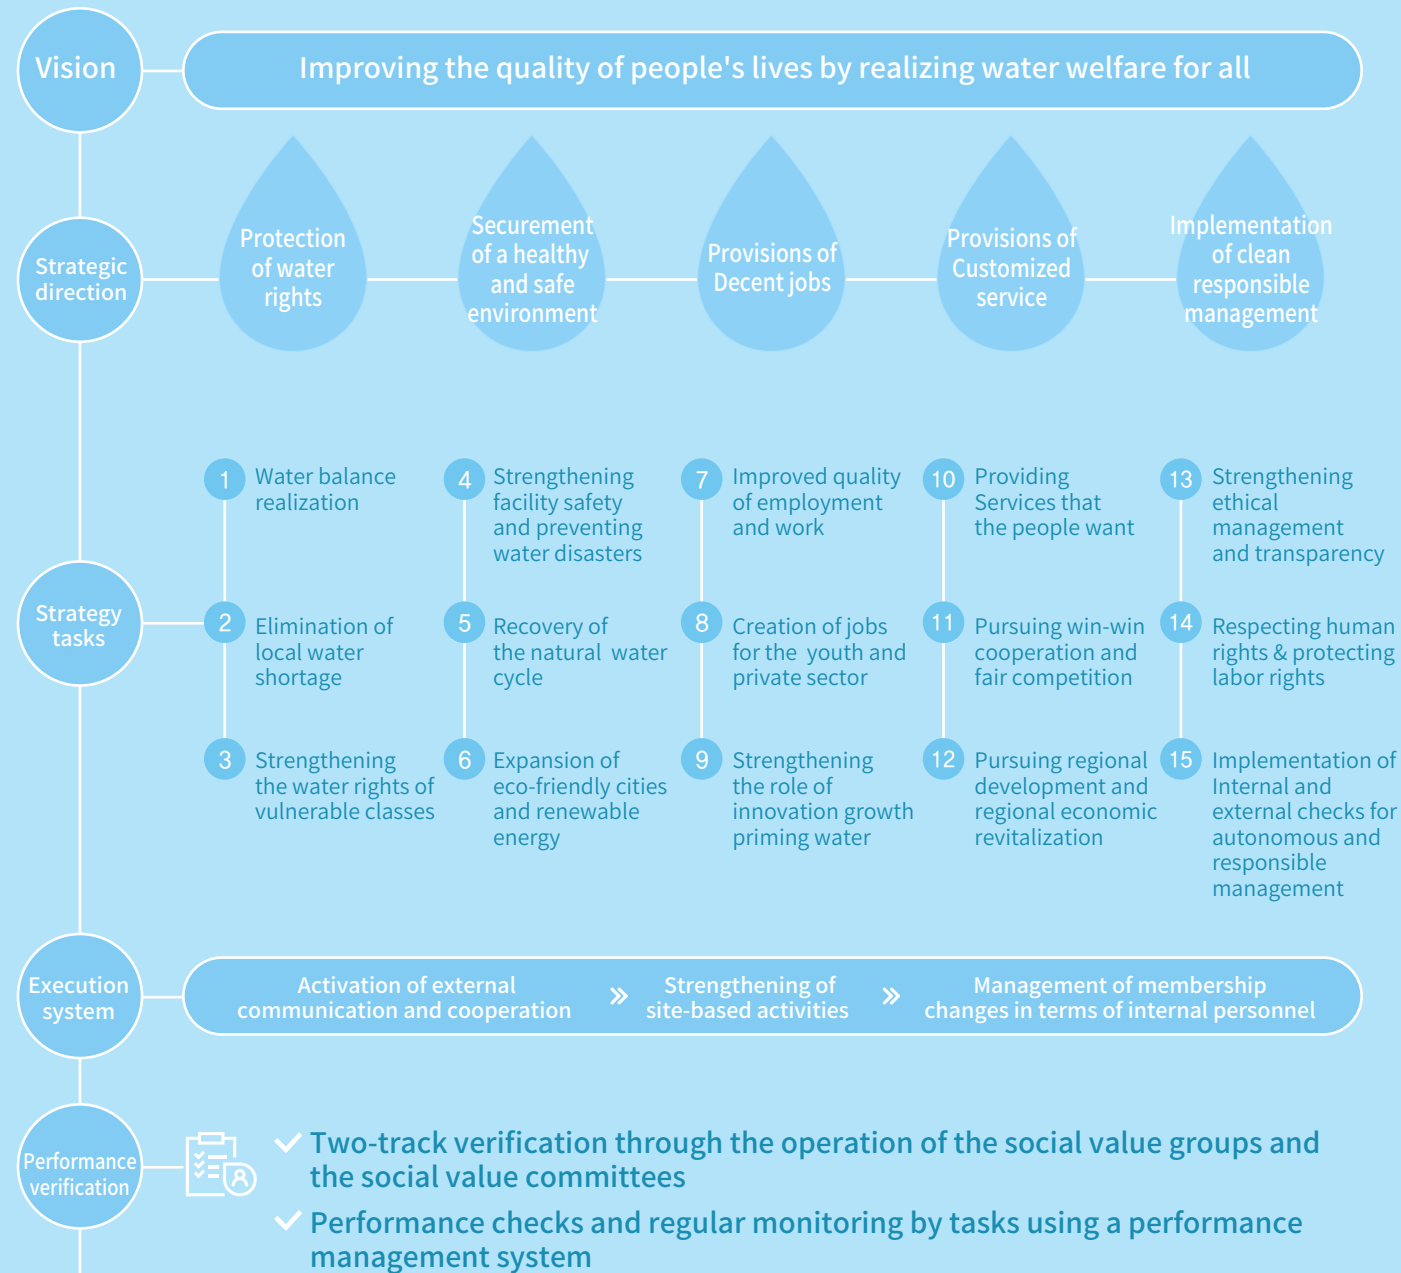 Vision
Improving the quality of people's lives by realizing water welfare for all
Strategic
direction
Protection
of water
rights
Securement
of a healthy
and safe
environment
Provisions of
Decent jobs
Provisions of
Customized
service
Implementation
of clean
responsible
management
Strategy
tasks
1
Water balance
realization
2
Elimination of
local water
shortage
3
Strengthening
the water rights of
vulnerable classes
4
Strengthening
facility safety
and preventing
water disasters
5
Recovery of
the natural water
cycle
6
Expansion of
eco-friendly cities
and renewable
energy
7
Improved quality
of employment
and work
8
Creation of jobs
for the youth and
private sector
9
Strengthening
the role of
innovation growth
priming water
10
Providing
Services that
the people want
11
Pursuing win-win
cooperation and
fair competition
12
Pursuing regional
development and
regional economic
revitalization
13
Strengthening
ethical
management
and transparency
14
Respecting human
rights & protecting
labor rights
15
Implementation of
Internal and
external checks for
autonomous and
responsible
management
Execution
system
Activation of external
communication and cooperation
»
Strengthening of
site-based activities
»
Management of membership
changes in terms of internal personnel
Performance
verification
Two-track verification through the operation of the social value groups and
the social value committees
Performance checks and regular monitoring by tasks using a performance
management system